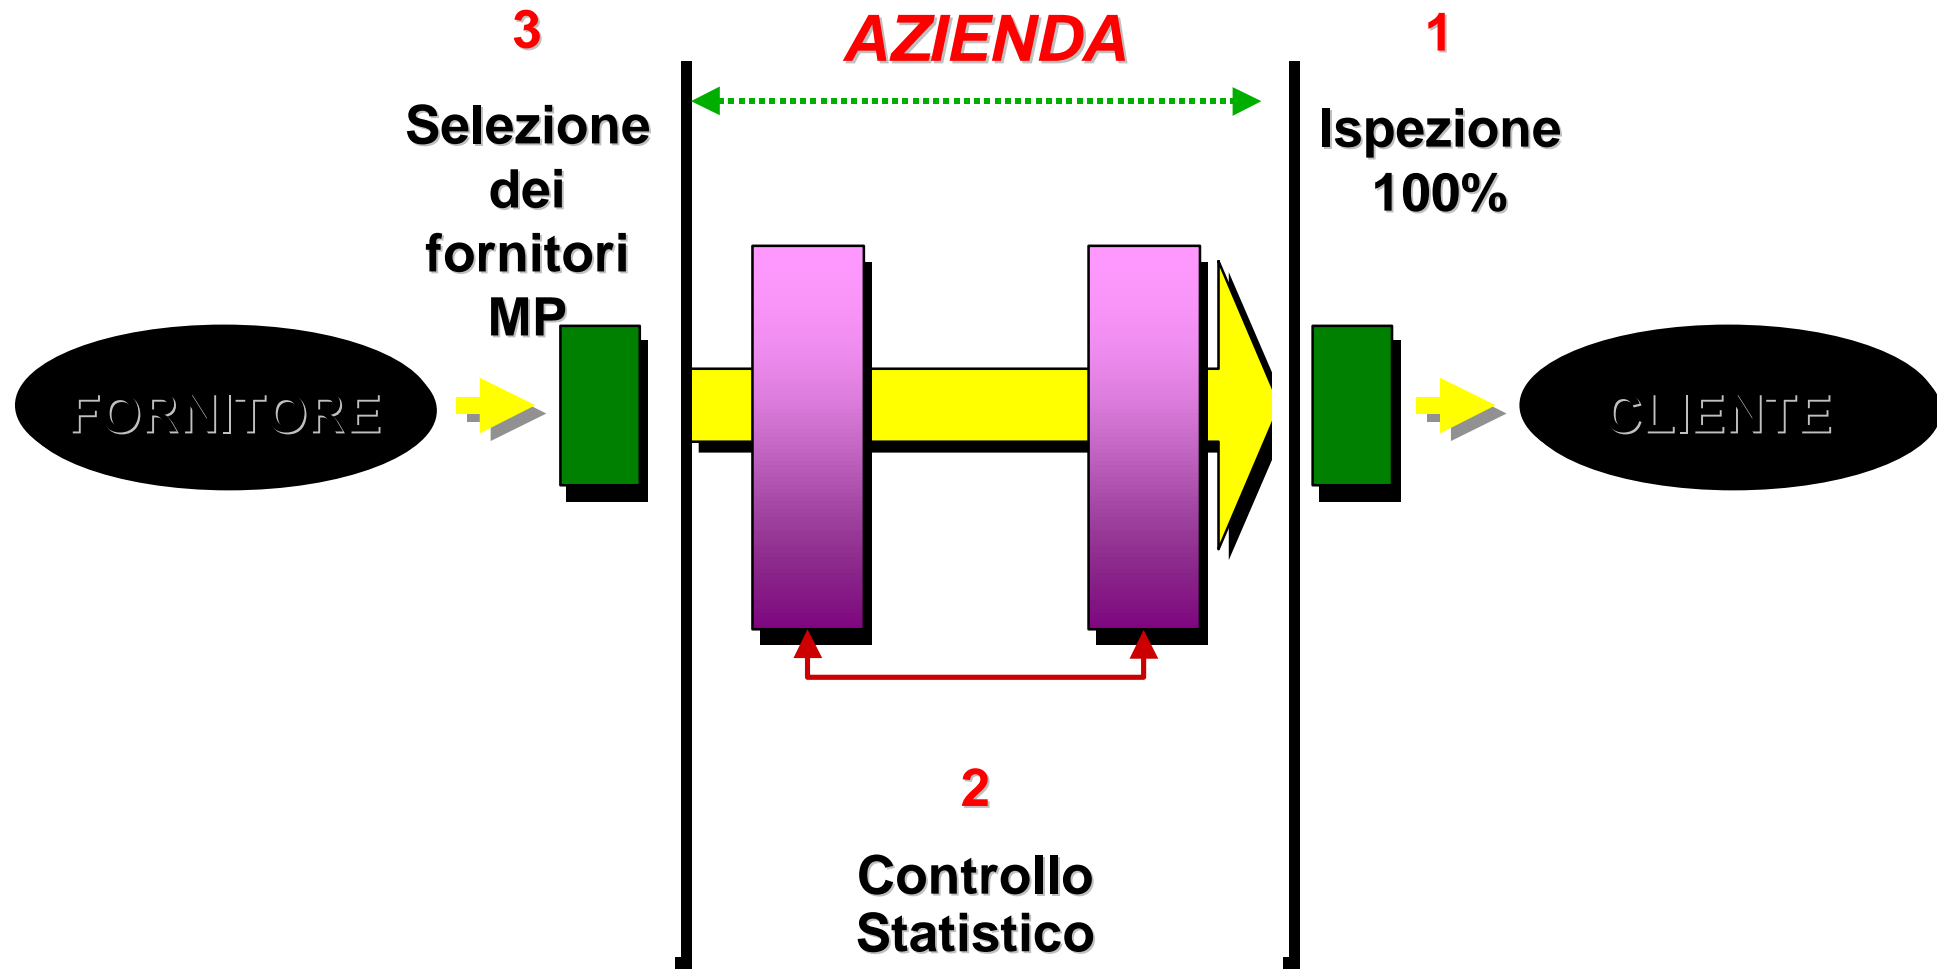 3
Selezione
dei
fornitori
MP
AZIENDA
1
Ispezione
100%
FORNITORE
CLIENTE
2
Controllo
Statistico